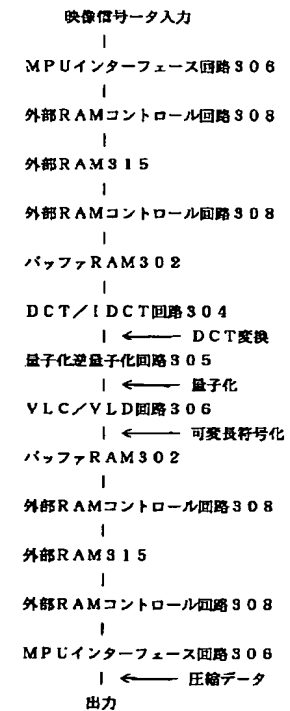 映像信号ータ入力
MPUインターフェース回路306
外部RAMコントロール回路308
外部RAM315
外部RAMコントロール回路308
バッファRAM302
DCT／IDCT回路304
DCT変換
量子化逆量子化回路305
量子化
VLC／VLD回路306
可変長符号化
バッファRAM302
外部RAMコントロール回路308
外部RAM315
外部RAMコントロール回路308
MPUインターフェース回路306
圧縮データ
出力